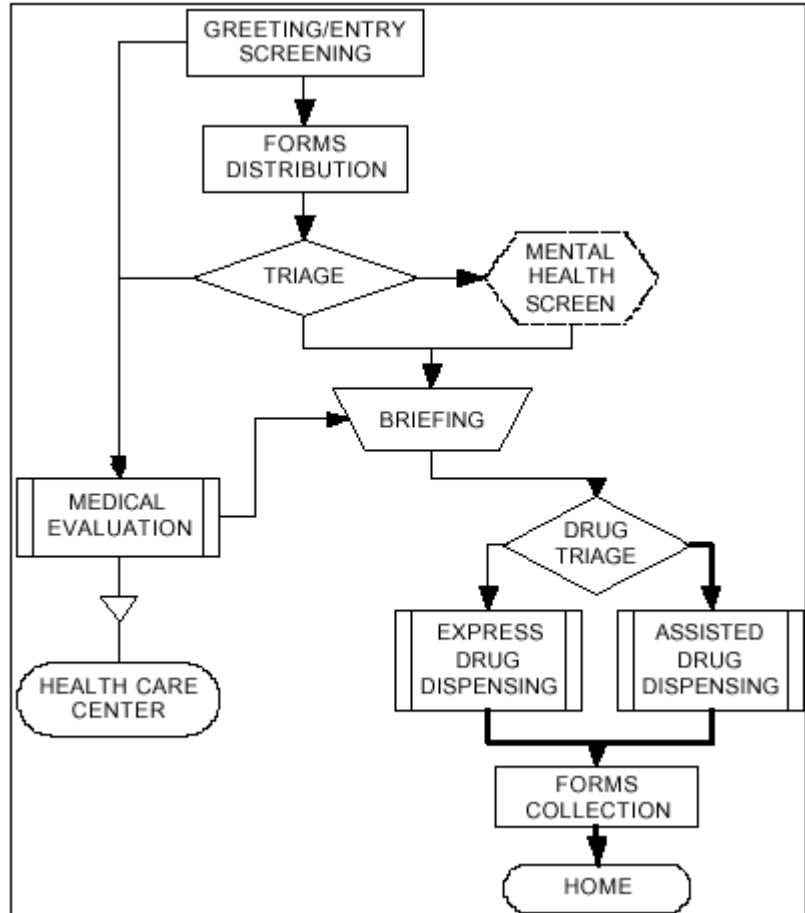 GREETING/ENTRY
SCREENING
FORMS
DISTRIBUTION
TRIAGE
MENTAL
HEALTH
SCREEN
BRIEFING
MEDICAL
EVALUATION
DRUG
TRIAGE
EXPRESS
DRUG
DISPENSING
ASSISTED
DRUG
DISPENSING
HEALTH CARE
CENTER
FORMS
COLLECTION
HOME